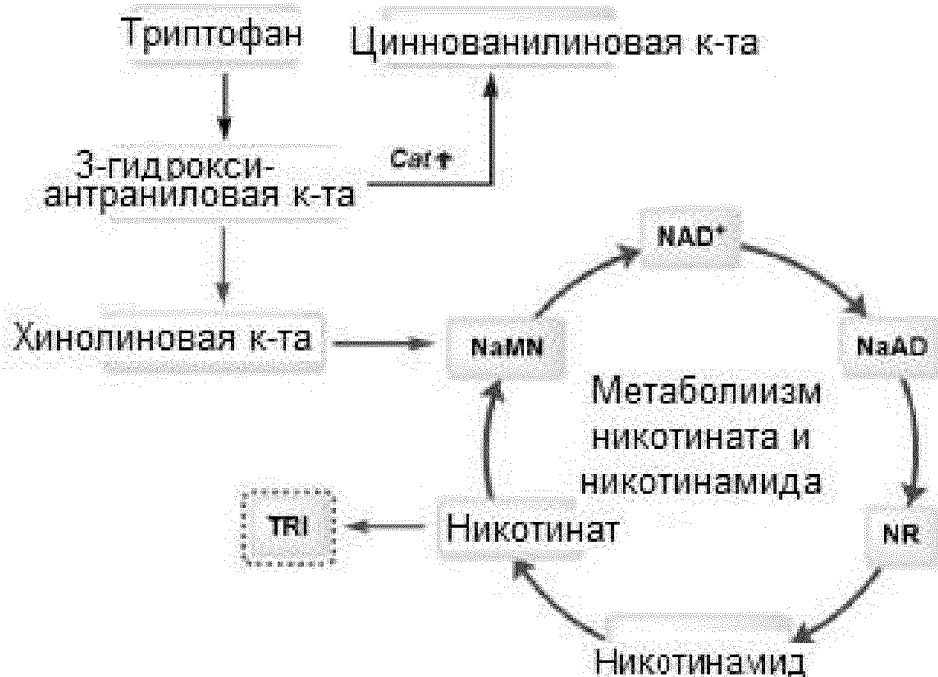 Триптофан
Циннованилиновая к-та
3-гидрокси-
антраниловая к-та
Cat↑
NAD⁺
Хинолиновая к-та
NaMN
NaAD
Метаболиизм
никотината и
никотинамида
TRI
Никотинат
NR
Никотинамид